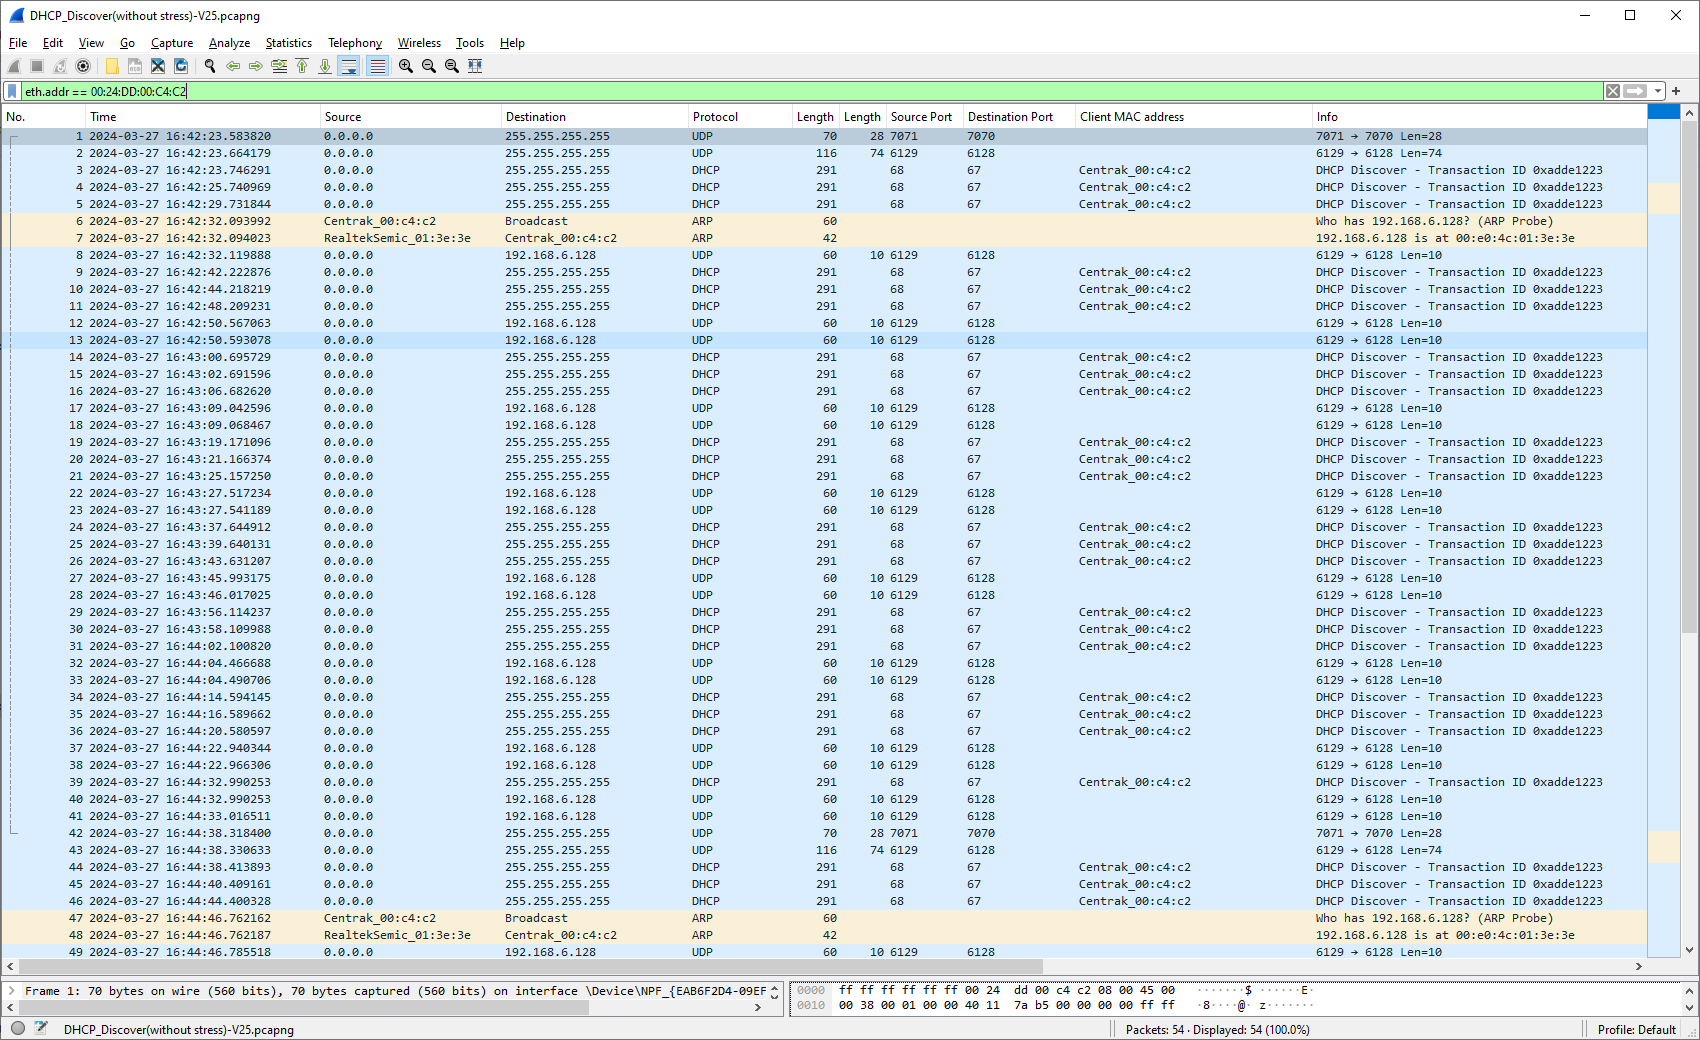 DHCP_Discover(without stress)-V25.pcapng
File Edit View Go Capture Analyze Statistics Telephony Wireless Tools Help
eth.addr == 00:24:DD:00:C4:C2
No. Time Source Destination Protocol Length Length Source Port Destination Port Client MAC address Info
1 2024-03-27 16:42:23.583820 0.0.0.0 255.255.255.255 UDP 70 28 7071 7070 7071 → 7070 Len=28
2 2024-03-27 16:42:23.664179 0.0.0.0 255.255.255.255 UDP 116 74 6129 6128 6129 → 6128 Len=74
3 2024-03-27 16:42:23.746291 0.0.0.0 255.255.255.255 DHCP 291 68 67 Centrak_00:c4:c2 DHCP Discover - Transaction ID 0xadde1223
4 2024-03-27 16:42:25.740969 0.0.0.0 255.255.255.255 DHCP 291 68 67 Centrak_00:c4:c2 DHCP Discover - Transaction ID 0xadde1223
5 2024-03-27 16:42:29.731844 0.0.0.0 255.255.255.255 DHCP 291 68 67 Centrak_00:c4:c2 DHCP Discover - Transaction ID 0xadde1223
6 2024-03-27 16:42:32.093992 Centrak_00:c4:c2 Broadcast ARP 60 Who has 192.168.6.128? (ARP Probe)
7 2024-03-27 16:42:32.094023 RealtekSemic_01:3e:3e Centrak_00:c4:c2 ARP 42 192.168.6.128 is at 00:e0:4c:01:3e:3e
8 2024-03-27 16:42:32.119888 0.0.0.0 192.168.6.128 UDP 60 10 6129 6128 6129 → 6128 Len=10
9 2024-03-27 16:42:42.222876 0.0.0.0 255.255.255.255 DHCP 291 68 67 Centrak_00:c4:c2 DHCP Discover - Transaction ID 0xadde1223
10 2024-03-27 16:42:44.218219 0.0.0.0 255.255.255.255 DHCP 291 68 67 Centrak_00:c4:c2 DHCP Discover - Transaction ID 0xadde1223
11 2024-03-27 16:42:48.209231 0.0.0.0 255.255.255.255 DHCP 291 68 67 Centrak_00:c4:c2 DHCP Discover - Transaction ID 0xadde1223
12 2024-03-27 16:42:50.567063 0.0.0.0 192.168.6.128 UDP 60 10 6129 6128 6129 → 6128 Len=10
13 2024-03-27 16:42:50.593078 0.0.0.0 192.168.6.128 UDP 60 10 6129 6128 6129 → 6128 Len=10
14 2024-03-27 16:43:00.695729 0.0.0.0 255.255.255.255 DHCP 291 68 67 Centrak_00:c4:c2 DHCP Discover - Transaction ID 0xadde1223
15 2024-03-27 16:43:02.691596 0.0.0.0 255.255.255.255 DHCP 291 68 67 Centrak_00:c4:c2 DHCP Discover - Transaction ID 0xadde1223
16 2024-03-27 16:43:06.682620 0.0.0.0 255.255.255.255 DHCP 291 68 67 Centrak_00:c4:c2 DHCP Discover - Transaction ID 0xadde1223
17 2024-03-27 16:43:09.042596 0.0.0.0 192.168.6.128 UDP 60 10 6129 6128 6129 → 6128 Len=10
18 2024-03-27 16:43:09.068467 0.0.0.0 192.168.6.128 UDP 60 10 6129 6128 6129 → 6128 Len=10
19 2024-03-27 16:43:19.171096 0.0.0.0 255.255.255.255 DHCP 291 68 67 Centrak_00:c4:c2 DHCP Discover - Transaction ID 0xadde1223
20 2024-03-27 16:43:21.166374 0.0.0.0 255.255.255.255 DHCP 291 68 67 Centrak_00:c4:c2 DHCP Discover - Transaction ID 0xadde1223
21 2024-03-27 16:43:25.157250 0.0.0.0 255.255.255.255 DHCP 291 68 67 Centrak_00:c4:c2 DHCP Discover - Transaction ID 0xadde1223
22 2024-03-27 16:43:27.517234 0.0.0.0 192.168.6.128 UDP 60 10 6129 6128 6129 → 6128 Len=10
23 2024-03-27 16:43:27.541189 0.0.0.0 192.168.6.128 UDP 60 10 6129 6128 6129 → 6128 Len=10
24 2024-03-27 16:43:37.644912 0.0.0.0 255.255.255.255 DHCP 291 68 67 Centrak_00:c4:c2 DHCP Discover - Transaction ID 0xadde1223
25 2024-03-27 16:43:39.640131 0.0.0.0 255.255.255.255 DHCP 291 68 67 Centrak_00:c4:c2 DHCP Discover - Transaction ID 0xadde1223
26 2024-03-27 16:43:43.631207 0.0.0.0 255.255.255.255 DHCP 291 68 67 Centrak_00:c4:c2 DHCP Discover - Transaction ID 0xadde1223
27 2024-03-27 16:43:45.993175 0.0.0.0 192.168.6.128 UDP 60 10 6129 6128 6129 → 6128 Len=10
28 2024-03-27 16:43:46.017025 0.0.0.0 192.168.6.128 UDP 60 10 6129 6128 6129 → 6128 Len=10
29 2024-03-27 16:43:56.114237 0.0.0.0 255.255.255.255 DHCP 291 68 67 Centrak_00:c4:c2 DHCP Discover - Transaction ID 0xadde1223
30 2024-03-27 16:43:58.109988 0.0.0.0 255.255.255.255 DHCP 291 68 67 Centrak_00:c4:c2 DHCP Discover - Transaction ID 0xadde1223
31 2024-03-27 16:44:02.100820 0.0.0.0 255.255.255.255 DHCP 291 68 67 Centrak_00:c4:c2 DHCP Discover - Transaction ID 0xadde1223
32 2024-03-27 16:44:04.466688 0.0.0.0 192.168.6.128 UDP 60 10 6129 6128 6129 → 6128 Len=10
33 2024-03-27 16:44:04.490706 0.0.0.0 192.168.6.128 UDP 60 10 6129 6128 6129 → 6128 Len=10
34 2024-03-27 16:44:14.594145 0.0.0.0 255.255.255.255 DHCP 291 68 67 Centrak_00:c4:c2 DHCP Discover - Transaction ID 0xadde1223
35 2024-03-27 16:44:16.589662 0.0.0.0 255.255.255.255 DHCP 291 68 67 Centrak_00:c4:c2 DHCP Discover - Transaction ID 0xadde1223
36 2024-03-27 16:44:20.580597 0.0.0.0 255.255.255.255 DHCP 291 68 67 Centrak_00:c4:c2 DHCP Discover - Transaction ID 0xadde1223
37 2024-03-27 16:44:22.940344 0.0.0.0 192.168.6.128 UDP 60 10 6129 6128 6129 → 6128 Len=10
38 2024-03-27 16:44:22.966306 0.0.0.0 192.168.6.128 UDP 60 10 6129 6128 6129 → 6128 Len=10
39 2024-03-27 16:44:32.990253 0.0.0.0 255.255.255.255 DHCP 291 68 67 Centrak_00:c4:c2 DHCP Discover - Transaction ID 0xadde1223
40 2024-03-27 16:44:32.990253 0.0.0.0 192.168.6.128 UDP 60 10 6129 6128 6129 → 6128 Len=10
41 2024-03-27 16:44:33.016511 0.0.0.0 192.168.6.128 UDP 60 10 6129 6128 6129 → 6128 Len=10
42 2024-03-27 16:44:38.318400 0.0.0.0 255.255.255.255 UDP 70 28 7071 7070 7071 → 7070 Len=28
43 2024-03-27 16:44:38.330633 0.0.0.0 255.255.255.255 UDP 116 74 6129 6128 6129 → 6128 Len=74
44 2024-03-27 16:44:38.413893 0.0.0.0 255.255.255.255 DHCP 291 68 67 Centrak_00:c4:c2 DHCP Discover - Transaction ID 0xadde1223
45 2024-03-27 16:44:40.409161 0.0.0.0 255.255.255.255 DHCP 291 68 67 Centrak_00:c4:c2 DHCP Discover - Transaction ID 0xadde1223
46 2024-03-27 16:44:44.400328 0.0.0.0 255.255.255.255 DHCP 291 68 67 Centrak_00:c4:c2 DHCP Discover - Transaction ID 0xadde1223
47 2024-03-27 16:44:46.762162 Centrak_00:c4:c2 Broadcast ARP 60 Who has 192.168.6.128? (ARP Probe)
48 2024-03-27 16:44:46.762187 RealtekSemic_01:3e:3e Centrak_00:c4:c2 ARP 42 192.168.6.128 is at 00:e0:4c:01:3e:3e
49 2024-03-27 16:44:46.785518 0.0.0.0 192.168.6.128 UDP 60 10 6129 6128 6129 → 6128 Len=10
Frame 1: 70 bytes on wire (560 bits), 70 bytes captured (560 bits) on interface \Device\NPF_{EAB6F2D4-09EF
0000 ff ff ff ff ff ff 00 24 dd 00 c4 c2 08 00 45 00 ·······$ ······E·
0010 00 38 00 01 00 00 40 11 7a b5 00 00 00 00 ff ff ·8····@· z·······
DHCP_Discover(without stress)-V25.pcapng Packets: 54 · Displayed: 54 (100.0%) Profile: Default